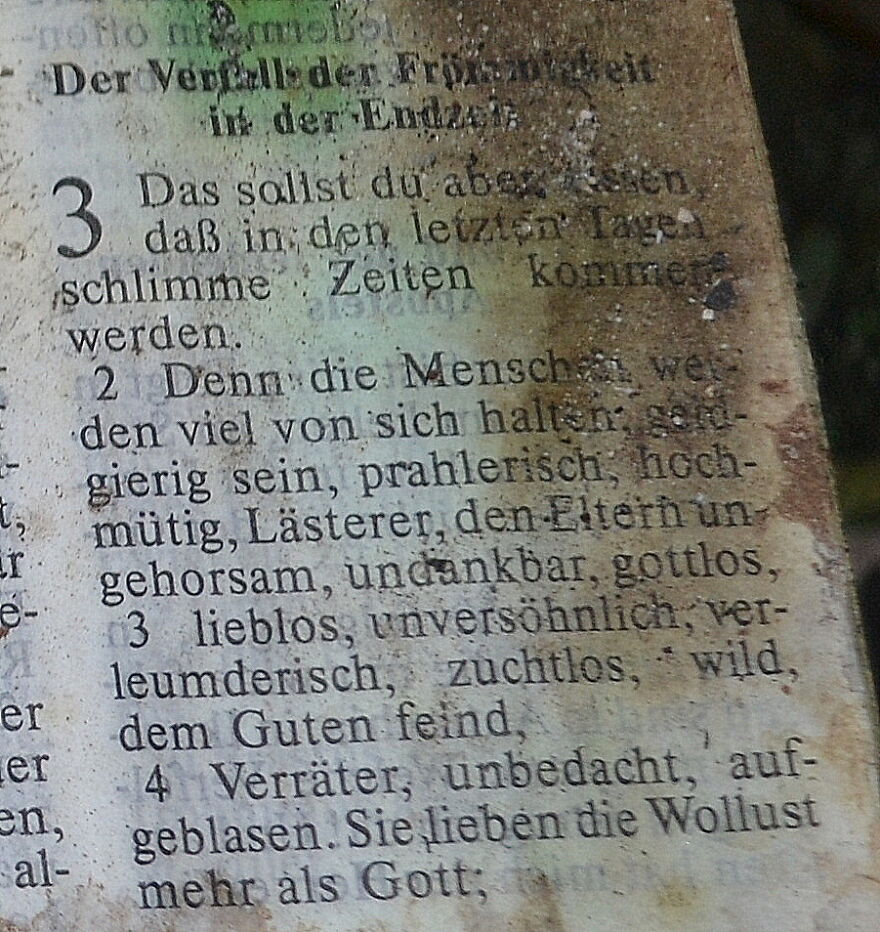 Der Verfall der Frömmigkeit
in der Endzeit
3 Das sollst du aber wissen,
daß in den letzten Tagen
schlimme Zeiten kommen
werden.
2 Denn die Menschen wer-
den viel von sich halten, geld-
gierig sein, prahlerisch, hoch-
mütig, Lästerer, den Eltern un-
gehorsam, undankbar, gottlos,
3 lieblos, unversöhnlich, ver-
leumderisch, zuchtlos, wild,
dem Guten feind,
4 Verräter, unbedacht, auf-
geblasen. Sie lieben die Wollust
mehr als Gott;